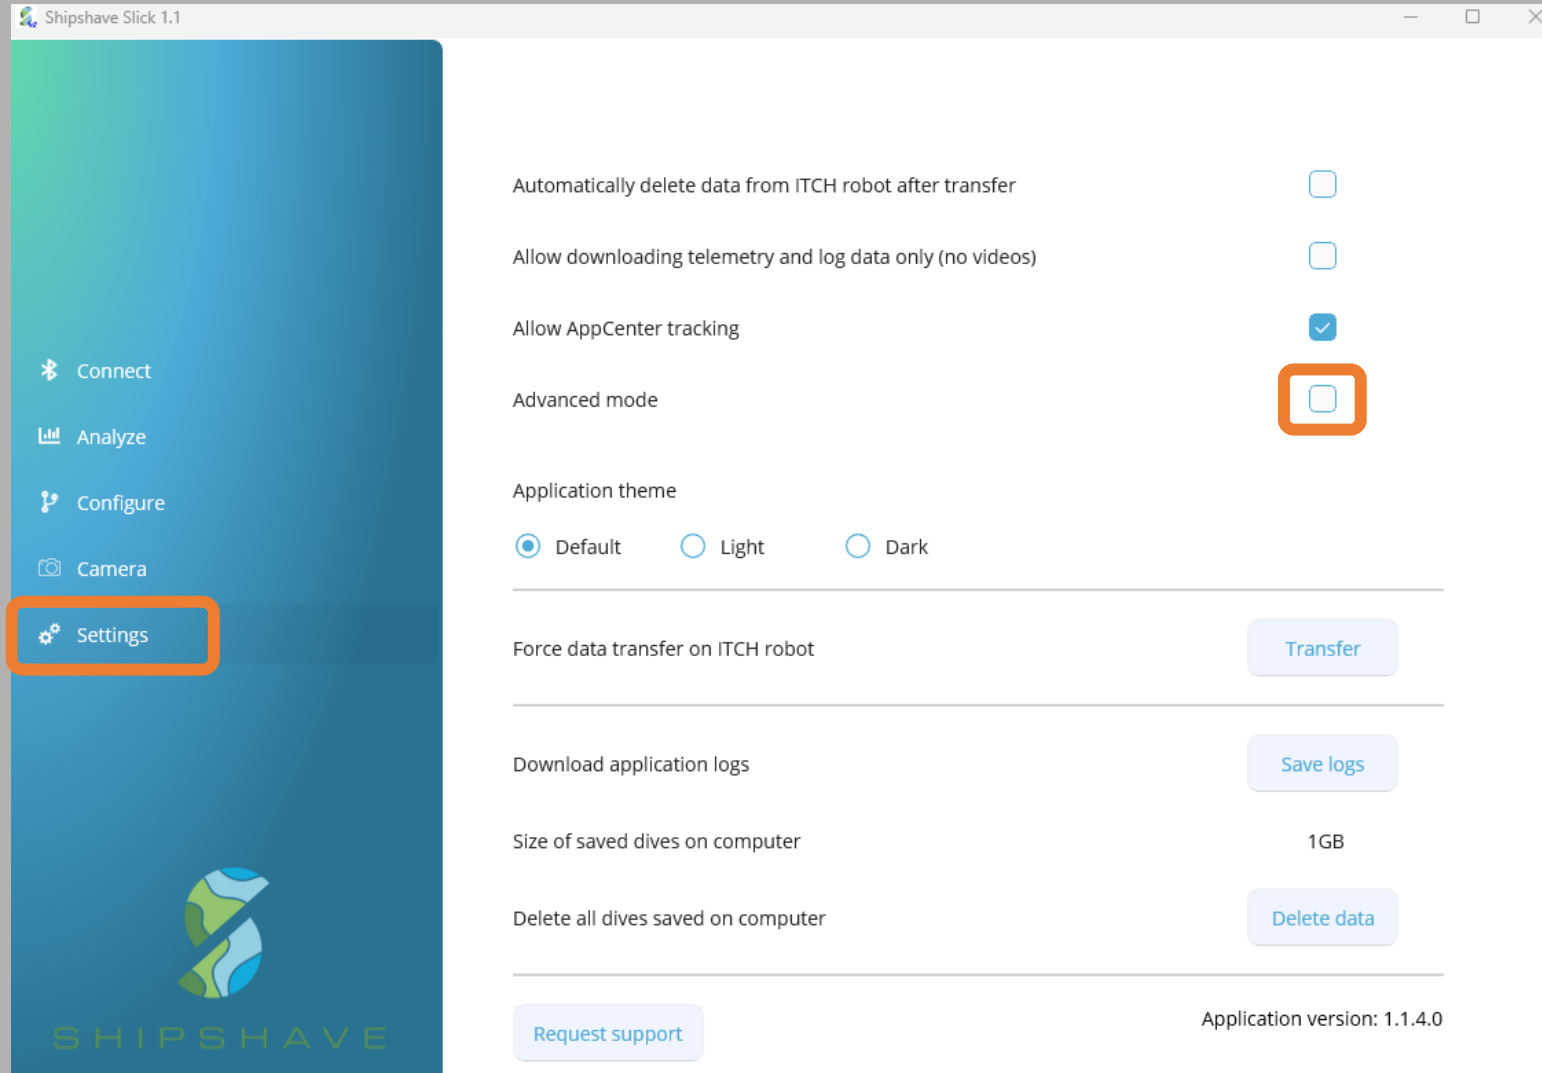 Shipshave Slick 1.1
Connect
Analyze
Configure
Camera
Settings
SHIPSHAVE
Automatically delete data from ITCH robot after transfer
Allow downloading telemetry and log data only (no videos)
Allow AppCenter tracking
Advanced mode
Application theme
Default Light Dark
Force data transfer on ITCH robot Transfer
Download application logs Save logs
Size of saved dives on computer 1GB
Delete all dives saved on computer Delete data
Request support Application version: 1.1.4.0